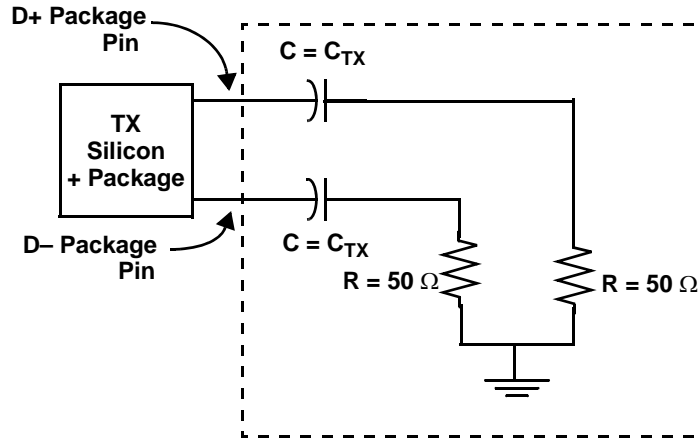 D+ Package
Pin
C = CTX
TX
Silicon
+ Package
D– Package
Pin
C = CTX
R = 50 Ω
R = 50 Ω